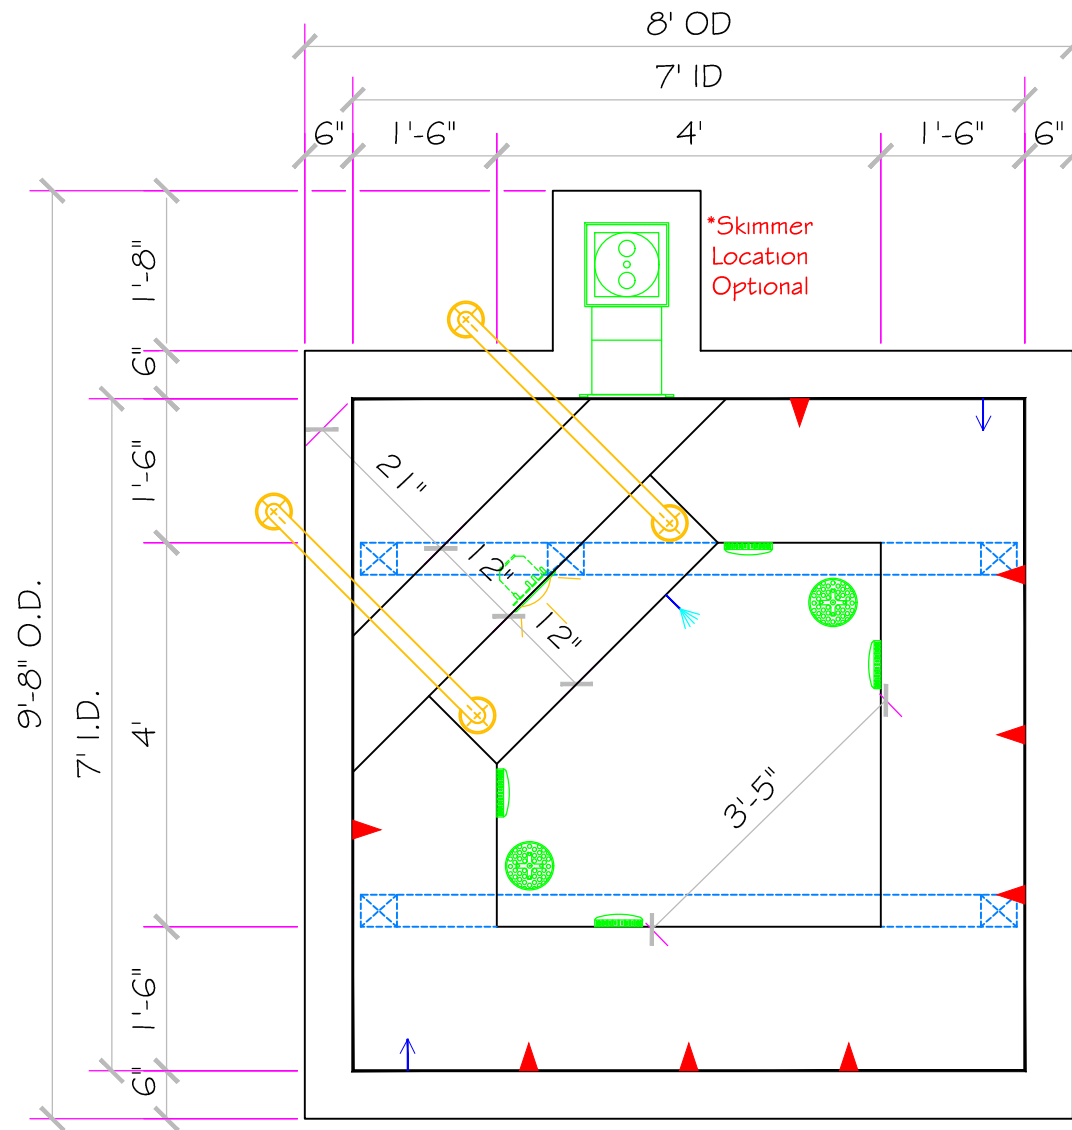 8' OD
7' ID
6" 1'-6" 4' 1'-6" 6"
*Skimmer
Location
Optional
1'-8"
6"
1'-6"
4'
1'-6"
6"
9'-8" O.D.
7' I.D.
21"
12"
12"
3'-5"